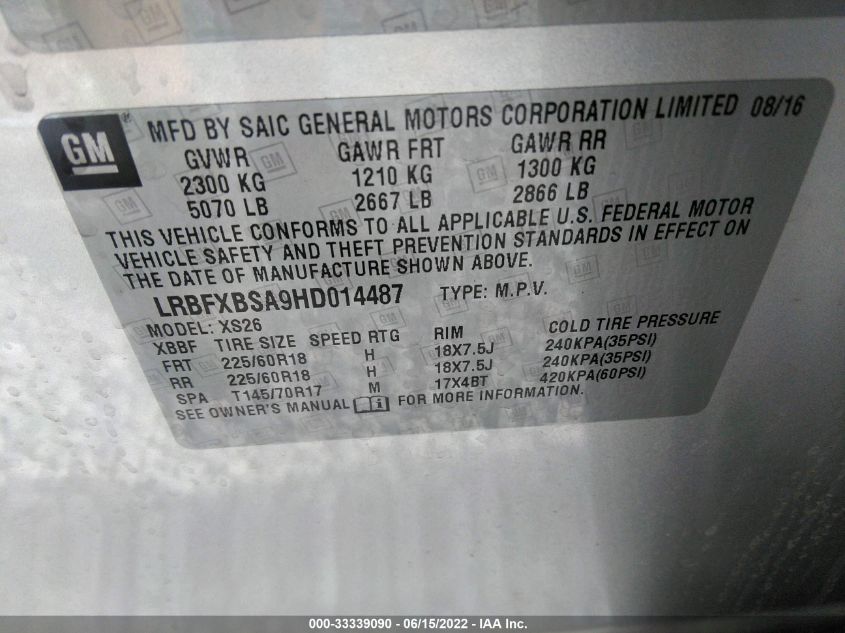 GM® MFD BY SAIC GENERAL MOTORS CORPORATION LIMITED 08/16
GVWR GAWR FRT GAWR RR
2300 KG 1210 KG 1300 KG
5070 LB 2667 LB 2866 LB
THIS VEHICLE CONFORMS TO ALL APPLICABLE U.S. FEDERAL MOTOR
VEHICLE SAFETY AND THEFT PREVENTION STANDARDS IN EFFECT ON
THE DATE OF MANUFACTURE SHOWN ABOVE.
LRBFXBSA9HD014487 TYPE: M.P.V.
MODEL: XS26
XBBF TIRE SIZE SPEED RTG RIM COLD TIRE PRESSURE
FRT 225/60R18 H 18X7.5J 240KPA(35PSI)
RR 225/60R18 H 18X7.5J 240KPA(35PSI)
SPA T145/70R17 M 17X4BT 420KPA(60PSI)
SEE OWNER'S MANUAL i FOR MORE INFORMATION.
000-33339090 - 06/15/2022 - IAA Inc.